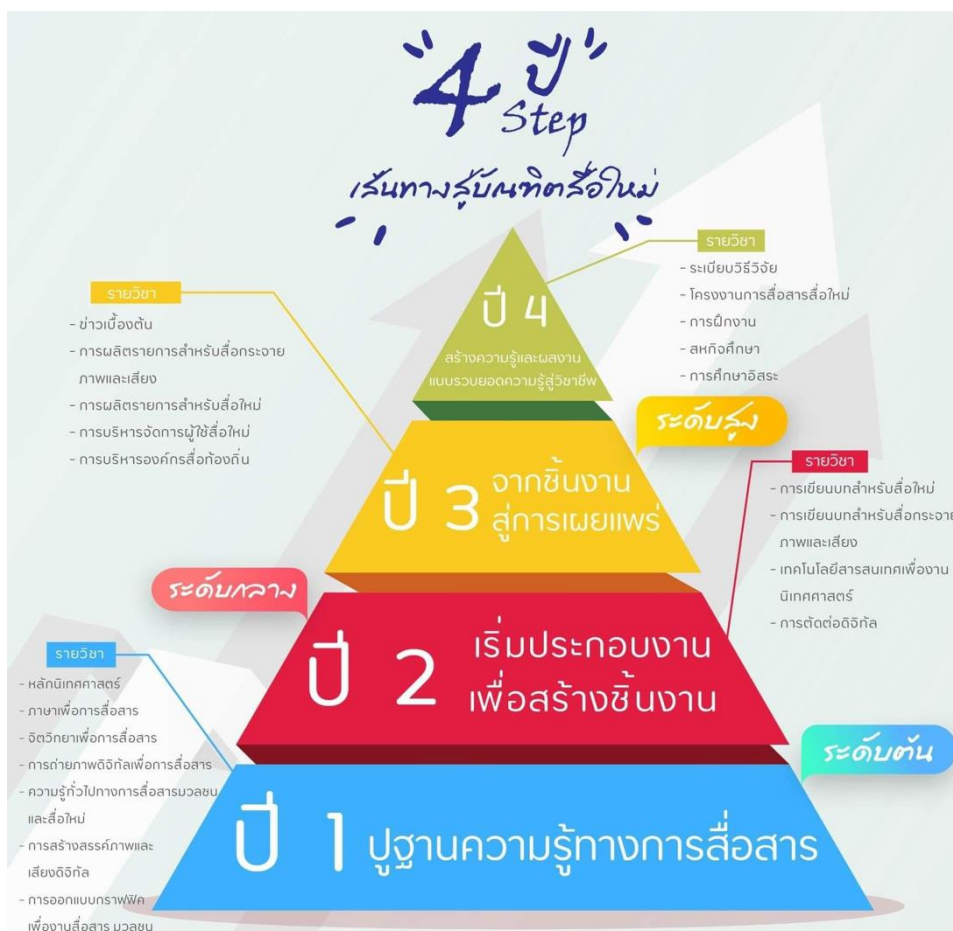 4 ปี
Step
เส้นทางสู่บัณฑิตสื่อใหม่
รายวิชา
- ระเบียบวิธีวิจัย
- โครงงานการสื่อสารสื่อใหม่
- การฝึกงาน
- สหกิจศึกษา
- การศึกษาอิสระ
ปี 4
สร้างความรู้และผลงาน
แบบรวบยอดความรู้สู่วิชาชีพ
ระดับสูง
รายวิชา
- ข่าวเบื้องต้น
- การผลิตรายการสำหรับสื่อกระจาย
ภาพและเสียง
- การผลิตรายการสำหรับสื่อใหม่
- การบริหารจัดการผู้ใช้สื่อใหม่
- การบริหารองค์กรสื่อท้องถิ่น
ปี 3
จากชิ้นงาน
สู่การเผยแพร่
รายวิชา
- การเขียนบทสำหรับสื่อใหม่
- การเขียนบทสำหรับสื่อกระจาย
ภาพและเสียง
- เทคโนโลยีสารสนเทศเพื่องาน
นิเทศศาสตร์
- การตัดต่อดิจิทัล
ระดับกลาง
ปี 2
เริ่มประกอบงาน
เพื่อสร้างชิ้นงาน
ระดับต้น
รายวิชา
- หลักนิเทศศาสตร์
- ภาษาเพื่อการสื่อสาร
- จิตวิทยาเพื่อการสื่อสาร
- การถ่ายภาพดิจิทัลเพื่อการสื่อสาร
- ความรู้ทั่วไปทางการสื่อสารมวลชน
และสื่อใหม่
- การสร้างสรรค์ภาพและ
เสียงดิจิทัล
- การออกแบบกราฟฟิค
เพื่องานสื่อสาร มวลชน
ปี 1 ปูฐานความรู้ทางการสื่อสาร